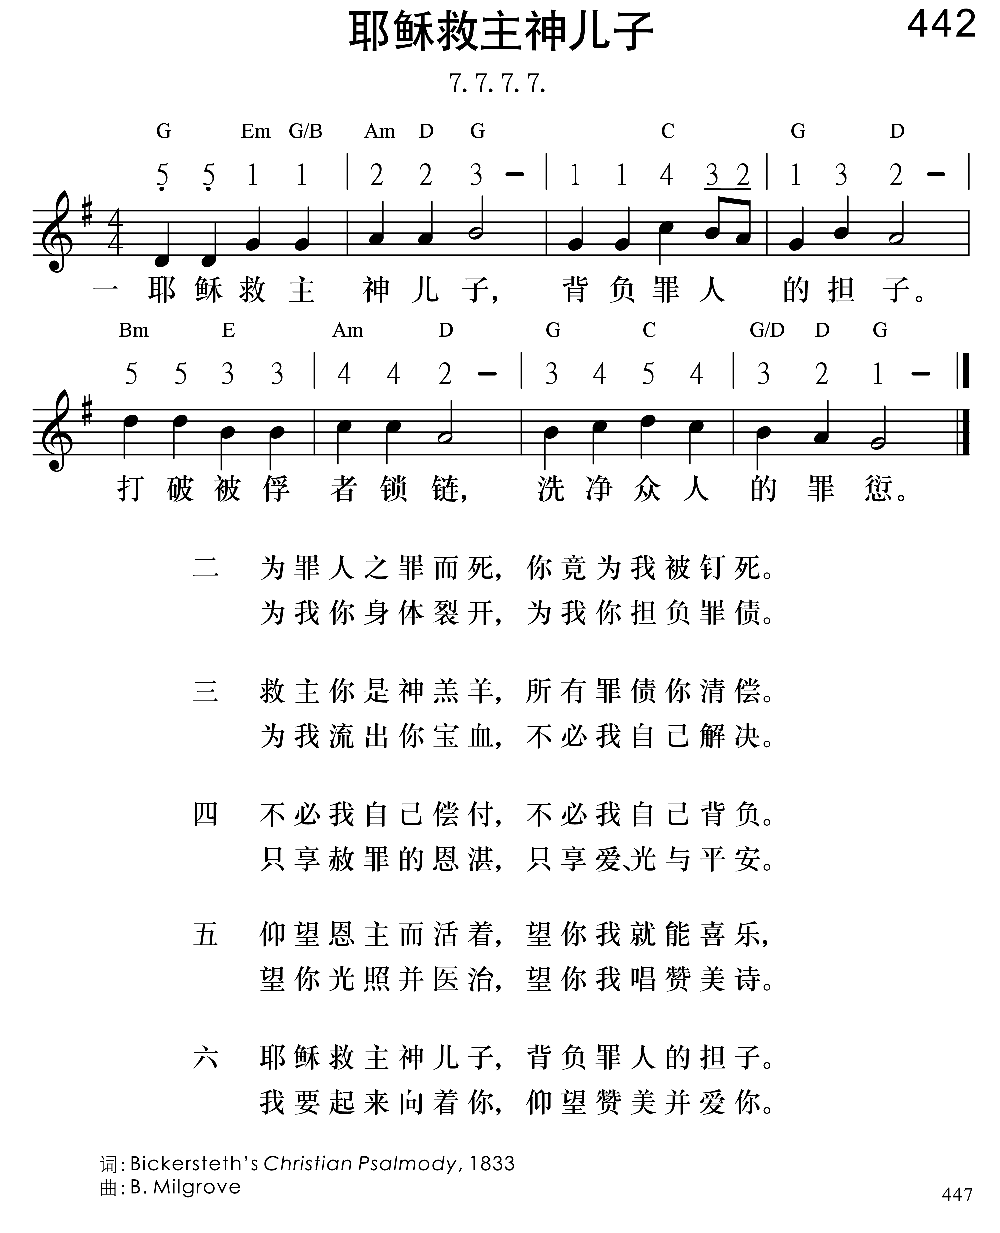 耶稣救主神儿子 442
7. 7. 7. 7.
G Em G/B Am D G C G D
5 5 1 1 | 2 2 3 – | 1 1 4 3 2 | 1 3 2 – |
4
4
一 耶稣救主 神儿子, 背负罪人 的担子。
Bm E Am D G C G/D D G
5 5 3 3 | 4 4 2 – | 3 4 5 4 | 3 2 1 – ‖
打破被俘 者锁链, 洗净众人 的罪愆。
二 为罪人之罪而死, 你竟为我被钉死。
为我你身体裂开, 为我你担负罪债。
三 救主你是神羔羊, 所有罪债你清偿。
为我流出你宝血, 不必我自己解决。
四 不必我自己偿付, 不必我自己背负。
只享赦罪的恩湛, 只享爱、光与平安。
五 仰望恩主而活着, 望你我就能喜乐,
望你光照并医治, 望你我唱赞美诗。
六 耶稣救主神儿子, 背负罪人的担子。
我要起来向着你, 仰望赞美并爱你。
词: Bickersteth's Christian Psalmody, 1833
曲: B. Milgrove
447